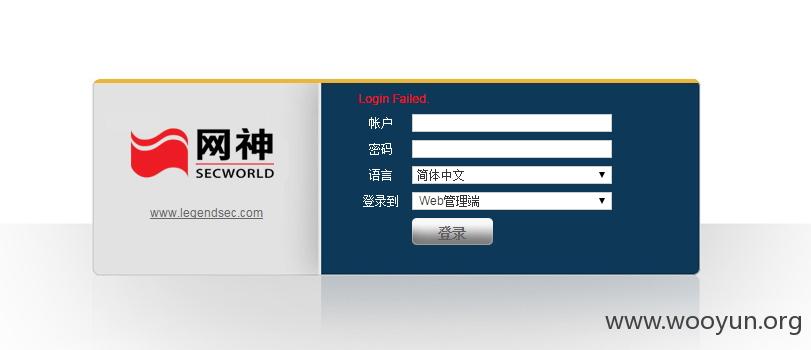 Login Failed.
网神
SECWORLD
www.legendsec.com
帐户
密码
语言 简体中文
登录到 Web管理端
登录
www.wooyun.org